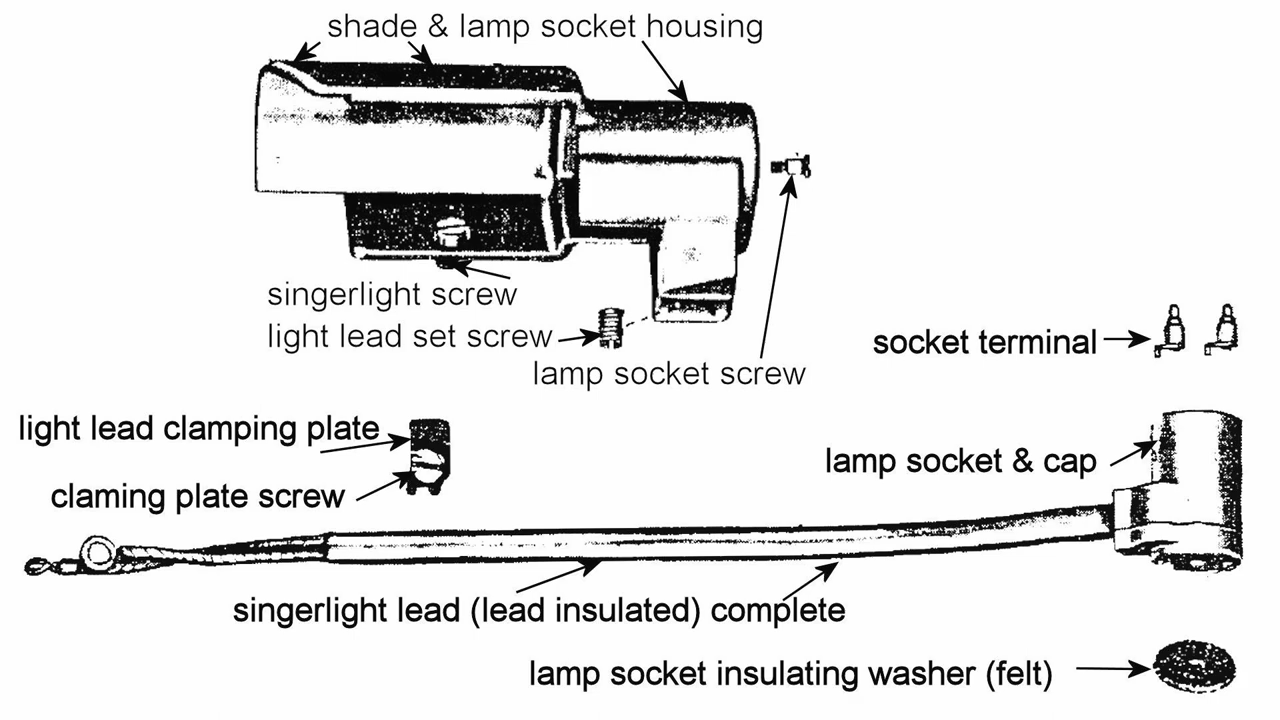 shade & lamp socket housing
singerlight screw
light lead set screw
lamp socket screw
socket terminal
light lead clamping plate
lamp socket & cap
claming plate screw
singerlight lead (lead insulated) complete
lamp socket insulating washer (felt)